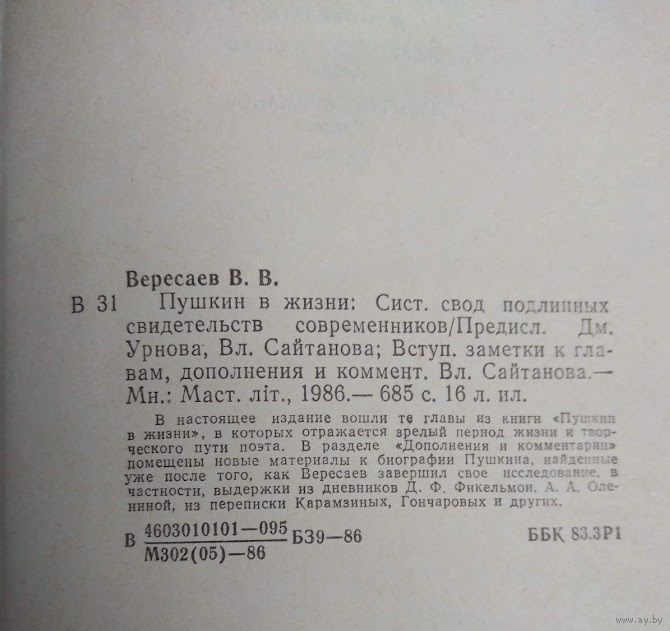 Вересаев В. В.
В 31 Пушкин в жизни: Сист. свод подлинных
свидетельств современников/Предисл. Дм.
Урнова, Вл. Сайтанова; Вступ. заметки к гла-
вам, дополнения и коммент. Вл. Сайтанова.—
Мн.: Маст. літ., 1986.— 685 с. 16 л. ил.
В настоящее издание вошли те главы из книги «Пушкин
в жизни», в которых отражается зрелый период жизни и твор-
ческого пути поэта. В разделе «Дополнения и комментарии»
помещены новые материалы к биографии Пушкина, найденные
уже после того, как Вересаев завершил свое исследование, в
частности, выдержки из дневников Д. Ф. Фикельмон, А. А. Оле-
ниной, из переписки Карамзиных, Гончаровых и других.
4603010101—095
В БЗ9—86 ББК 83.3Р1
М302(05)—86
www.ay.by